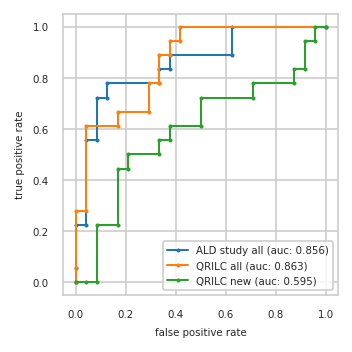 1.0
0.8
0.6
0.4
0.2
0.0
true positive rate
ALD study all (auc: 0.856)
QRILC all (auc: 0.863)
QRILC new (auc: 0.595)
0.0 0.2 0.4 0.6 0.8 1.0
false positive rate